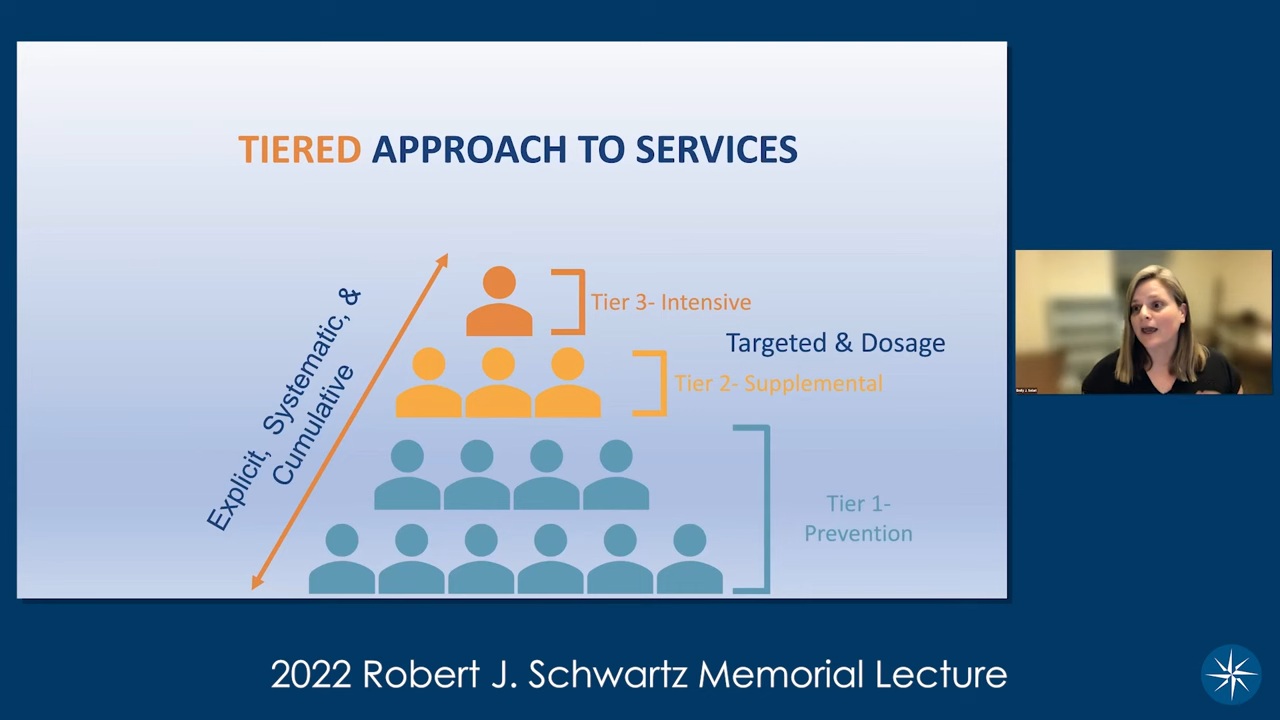 TIERED APPROACH TO SERVICES
Explicit, Systematic, &
Cumulative
Tier 3- Intensive
Targeted & Dosage
Tier 2- Supplemental
Tier 1-
Prevention
2022 Robert J. Schwartz Memorial Lecture